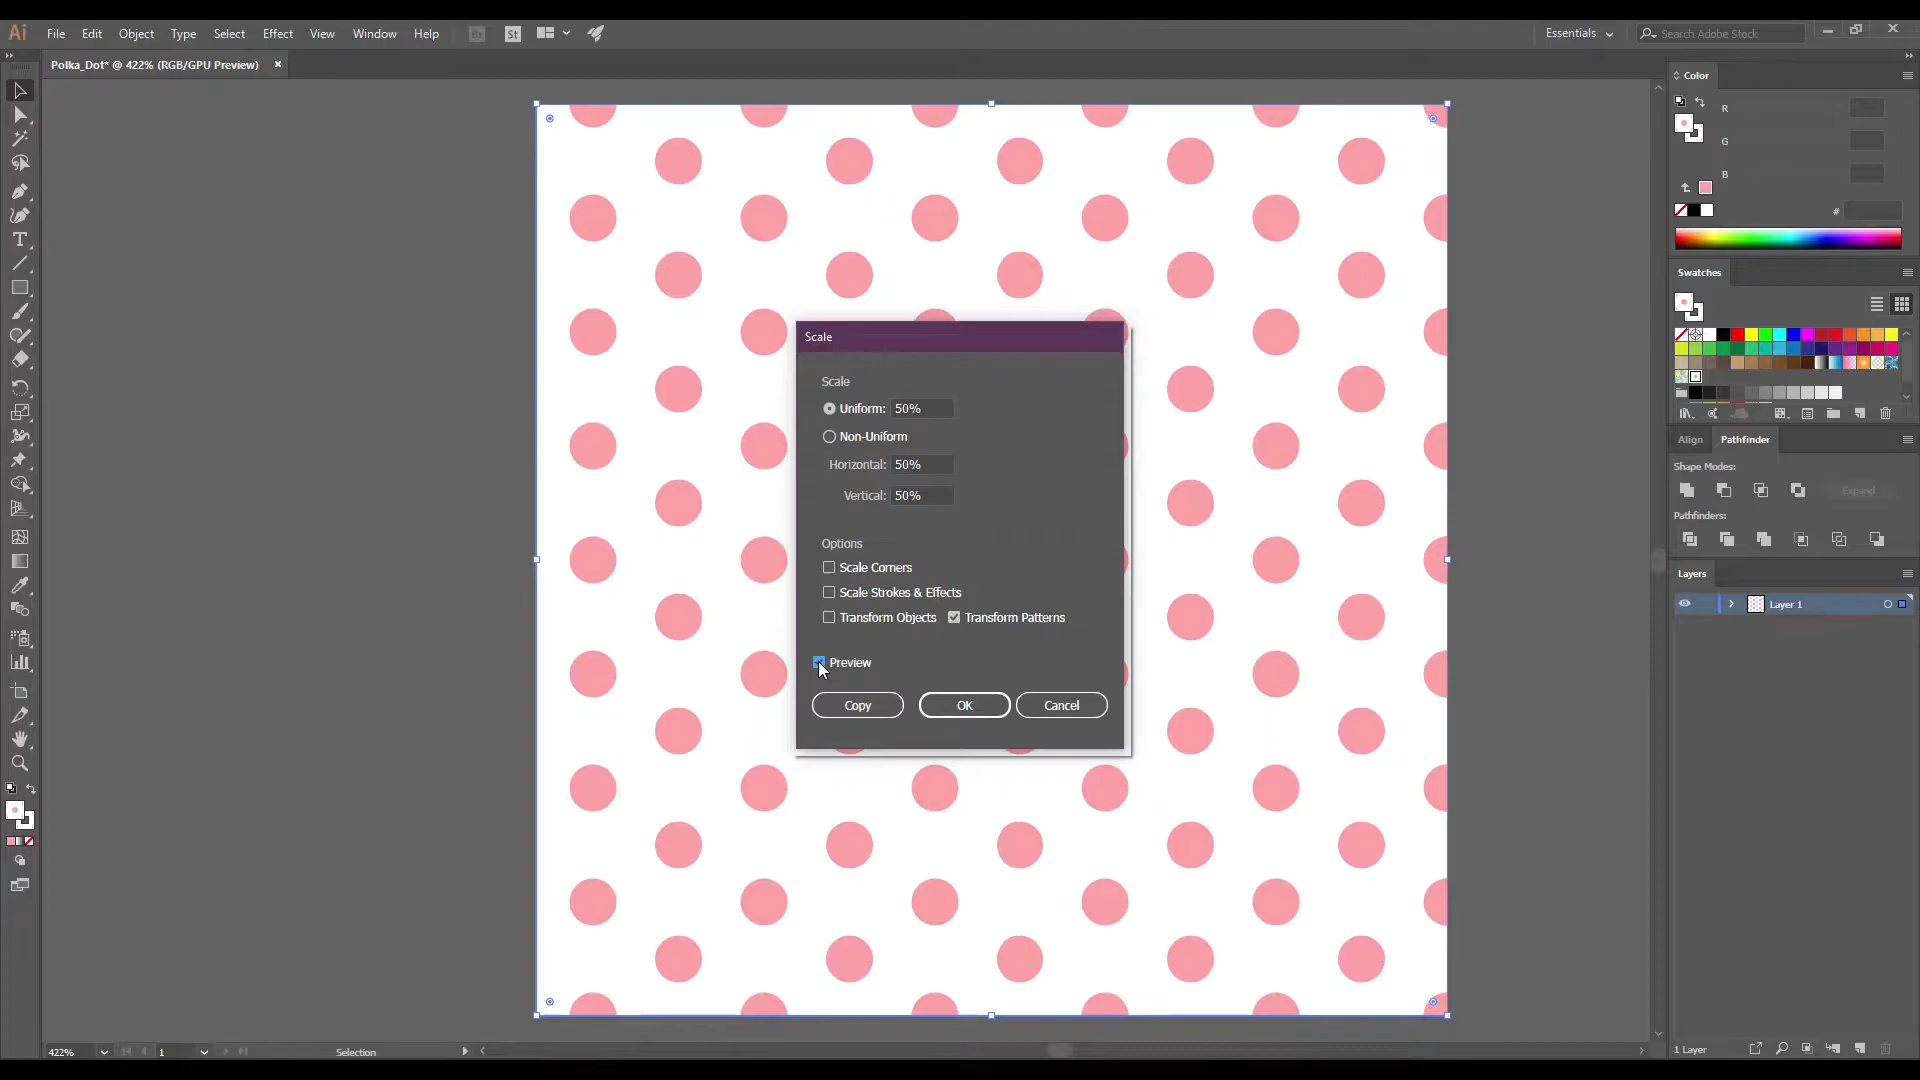 Ai File Edit Object Type Select Effect View Window Help Br St Essentials Search Adobe Stock
Polka_Dot* @ 422% (RGB/GPU Preview) ×
Color
R
G
B
#
Swatches
Align Pathfinder
Shape Modes:
Expand
Pathfinders:
Layers
Layer 1
Scale
Scale
Uniform: 50%
Non-Uniform
Horizontal: 50%
Vertical: 50%
Options
Scale Corners
Scale Strokes & Effects
Transform Objects Transform Patterns
Preview
Copy OK Cancel
422% 1 Selection
1 Layer